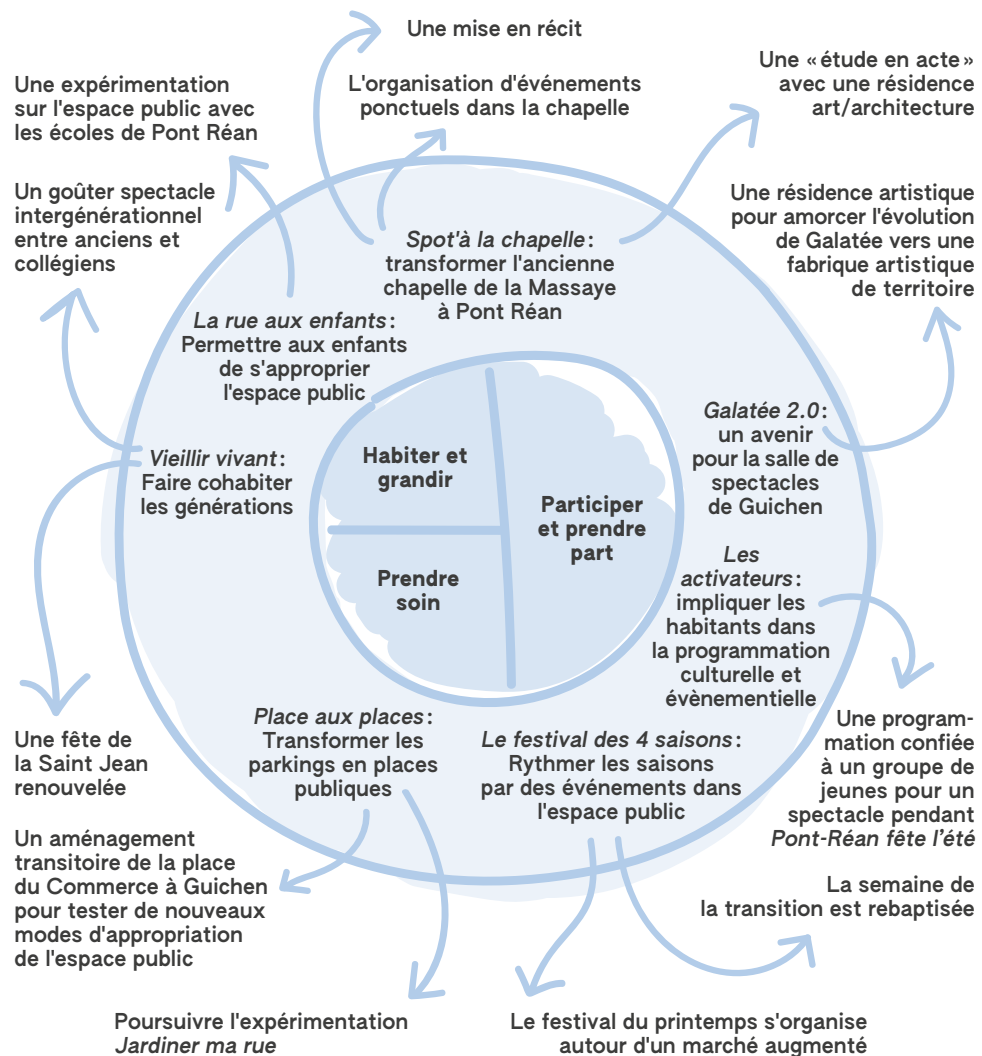 Une mise en récit
L'organisation d'événements
ponctuels dans la chapelle
Une «étude en acte»
avec une résidence
art/architecture
Une expérimentation
sur l'espace public avec
les écoles de Pont Réan
Un goûter spectacle
intergénérationnel
entre anciens et
collégiens
Une résidence artistique
pour amorcer l'évolution
de Galatée vers une
fabrique artistique
de territoire
Spot'à la chapelle:
transformer l'ancienne
chapelle de la Massaye
à Pont Réan
La rue aux enfants:
Permettre aux enfants
de s'approprier
l'espace public
Vieillir vivant:
Faire cohabiter
les générations
Habiter et
grandir
Prendre
soin
Participer
et prendre
part
Galatée 2.0:
un avenir
pour la salle de
spectacles
de Guichen
Les
activateurs:
impliquer les
habitants dans
la programmation
culturelle et
évènementielle
Place aux places:
Transformer les
parkings en places
publiques
Le festival des 4 saisons:
Rythmer les saisons
par des événements dans
l'espace public
Une fête de
la Saint Jean
renouvelée
Une program-
mation confiée
à un groupe de
jeunes pour un
spectacle pendant
Pont-Réan fête l'été
Un aménagement
transitoire de la place
du Commerce à Guichen
pour tester de nouveaux
modes d'appropriation
de l'espace public
La semaine de
la transition est rebaptisée
Poursuivre l'expérimentation
Jardiner ma rue
Le festival du printemps s'organise
autour d'un marché augmenté